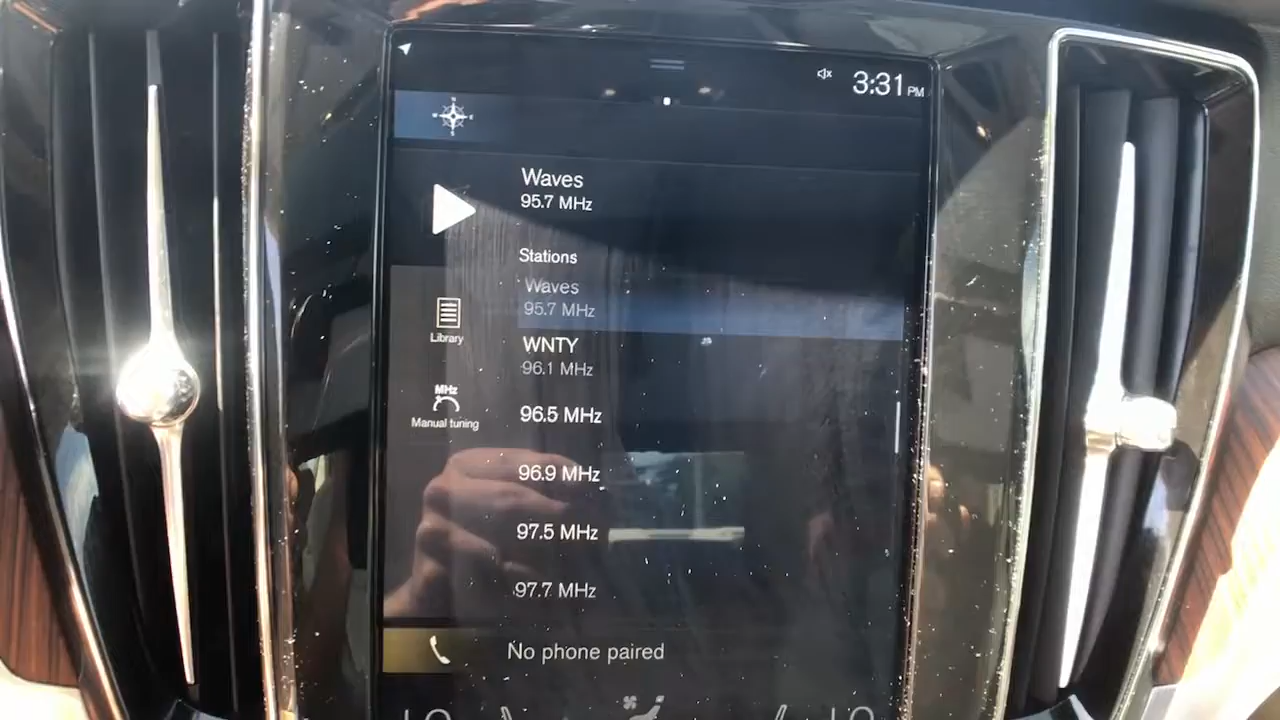 3:31 PM
Waves
95.7 MHz
Stations
Waves
95.7 MHz
Library
WNTY
96.1 MHz
MHz
Manual tuning
96.5 MHz
96.9 MHz
97.5 MHz
97.7 MHz
No phone paired